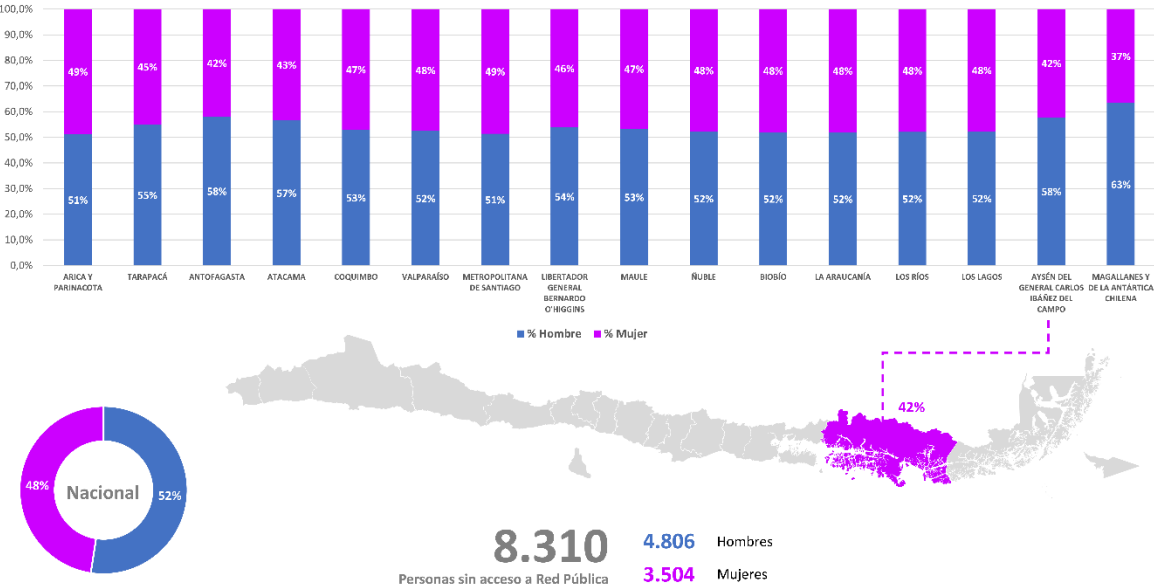 100,0%
90,0%
80,0%
70,0%
60,0%
50,0%
40,0%
30,0%
20,0%
10,0%
0,0%
49%
45%
42%
43%
47%
48%
49%
46%
47%
48%
48%
48%
48%
48%
42%
37%
51%
55%
58%
57%
53%
52%
51%
54%
53%
52%
52%
52%
52%
52%
58%
63%
ARICA Y
PARINACOTA
TARAPACÁ
ANTOFAGASTA
ATACAMA
COQUIMBO
VALPARAÍSO
METROPOLITANA
DE SANTIAGO
LIBERTADOR
GENERAL
BERNARDO
O'HIGGINS
MAULE
ÑUBLE
BIOBÍO
LA ARAUCANÍA
LOS RÍOS
LOS LAGOS
AYSÉN DEL
GENERAL CARLOS
IBÁÑEZ DEL
CAMPO
MAGALLANES Y
DE LA ANTÁRTICA
CHILENA
% Hombre
% Mujer
42%
48%
Nacional
52%
8.310
Personas sin acceso a Red Pública
4.806 Hombres
3.504 Mujeres